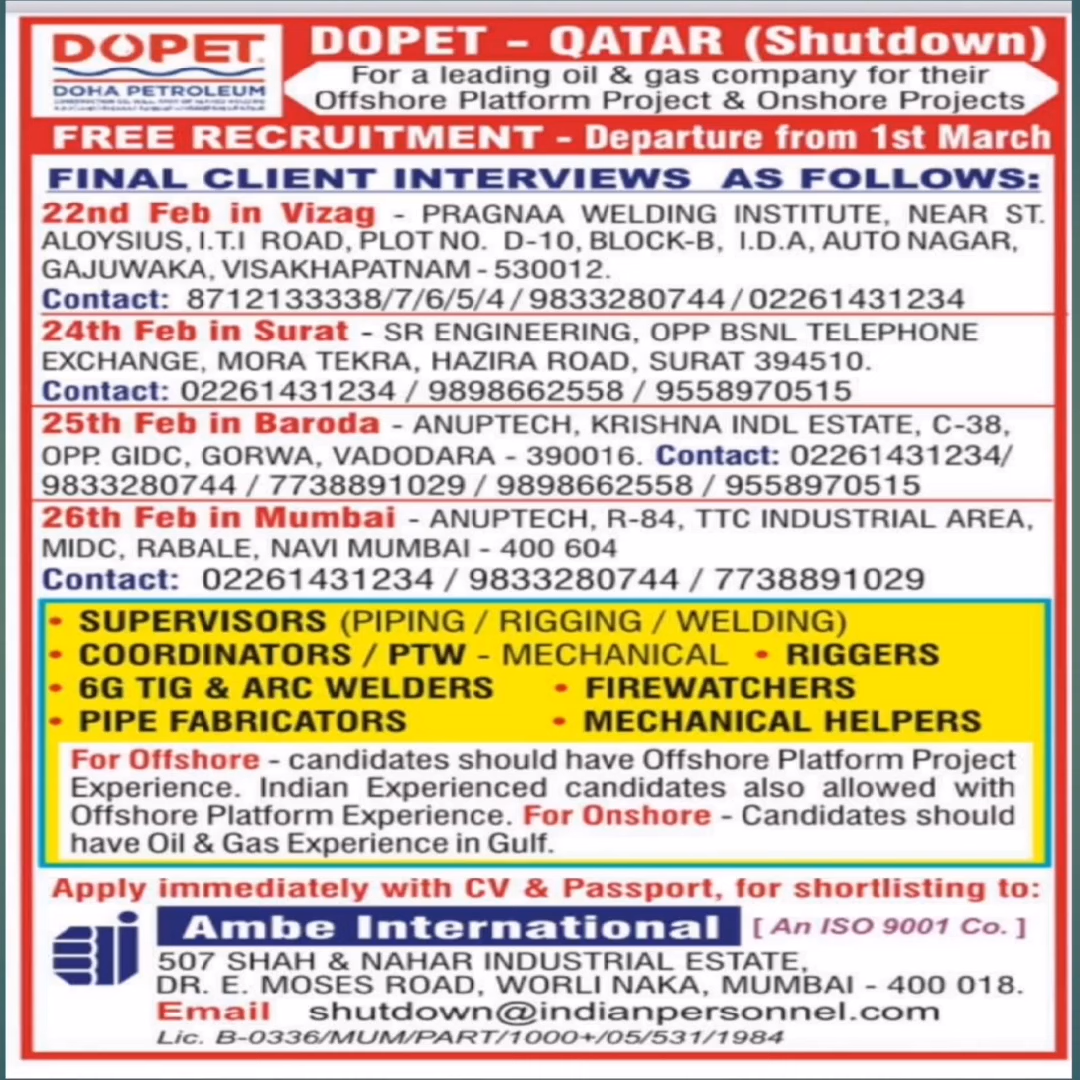 DOPET
DOHA PETROLEUM
DOPET - QATAR (Shutdown)
For a leading oil & gas company for their
Offshore Platform Project & Onshore Projects
FREE RECRUITMENT - Departure from 1st March
FINAL CLIENT INTERVIEWS AS FOLLOWS:
22nd Feb in Vizag - PRAGNAA WELDING INSTITUTE, NEAR ST.
ALOYSIUS, I.T.I ROAD, PLOT NO. D-10, BLOCK-B, I.D.A, AUTO NAGAR,
GAJUWAKA, VISAKHAPATNAM - 530012.
Contact: 8712133338/7/6/5/4 / 9833280744 / 02261431234
24th Feb in Surat - SR ENGINEERING, OPP BSNL TELEPHONE
EXCHANGE, MORA TEKRA, HAZIRA ROAD, SURAT 394510.
Contact: 02261431234 / 9898662558 / 9558970515
25th Feb in Baroda - ANUPTECH, KRISHNA INDL ESTATE, C-38,
OPP. GIDC, GORWA, VADODARA - 390016. Contact: 02261431234/
9833280744 / 7738891029 / 9898662558 / 9558970515
26th Feb in Mumbai - ANUPTECH, R-84, TTC INDUSTRIAL AREA,
MIDC, RABALE, NAVI MUMBAI - 400 604
Contact: 02261431234 / 9833280744 / 7738891029
• SUPERVISORS (PIPING / RIGGING / WELDING)
• COORDINATORS / PTW - MECHANICAL • RIGGERS
• 6G TIG & ARC WELDERS • FIREWATCHERS
• PIPE FABRICATORS • MECHANICAL HELPERS
For Offshore - candidates should have Offshore Platform Project
Experience. Indian Experienced candidates also allowed with
Offshore Platform Experience. For Onshore - Candidates should
have Oil & Gas Experience in Gulf.
Apply immediately with CV & Passport, for shortlisting to:
Ambe International [ An ISO 9001 Co. ]
507 SHAH & NAHAR INDUSTRIAL ESTATE,
DR. E. MOSES ROAD, WORLI NAKA, MUMBAI - 400 018.
Email shutdown@indianpersonnel.com
Lic. B-0336/MUM/PART/1000+/05/531/1984